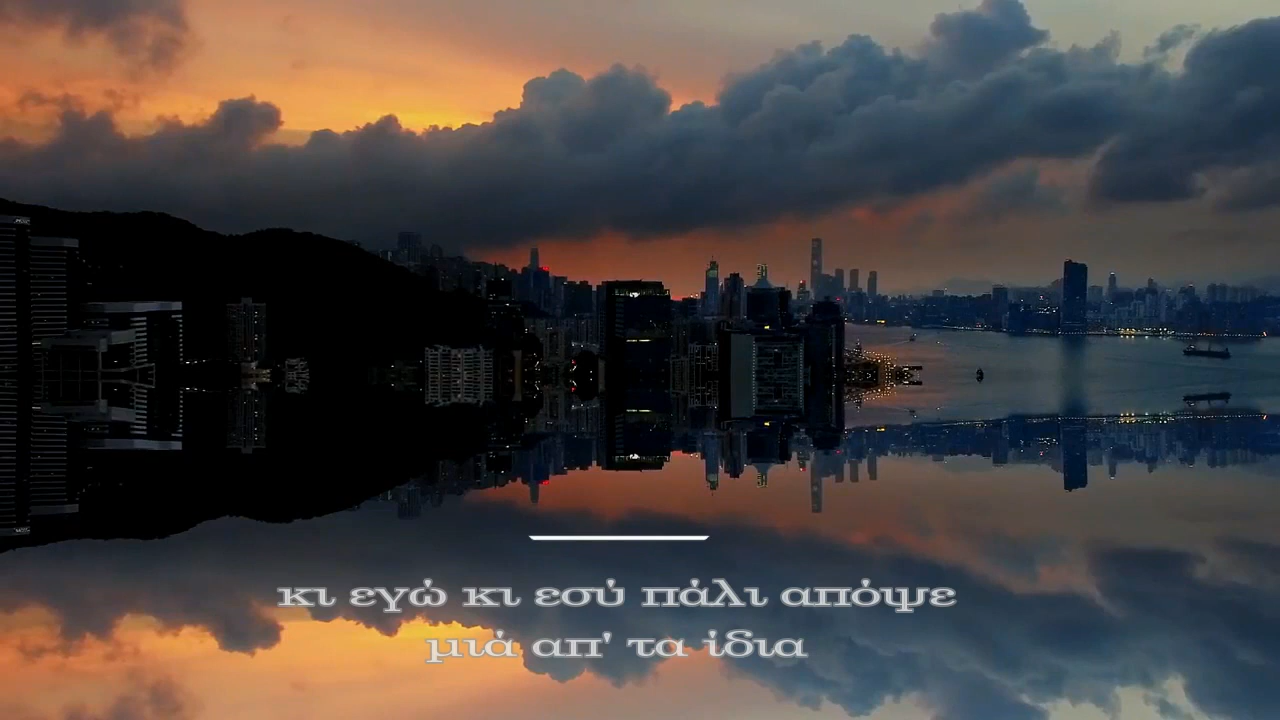 κι εγώ κι εσύ πάλι απόψε
μιά απ' τα ίδια